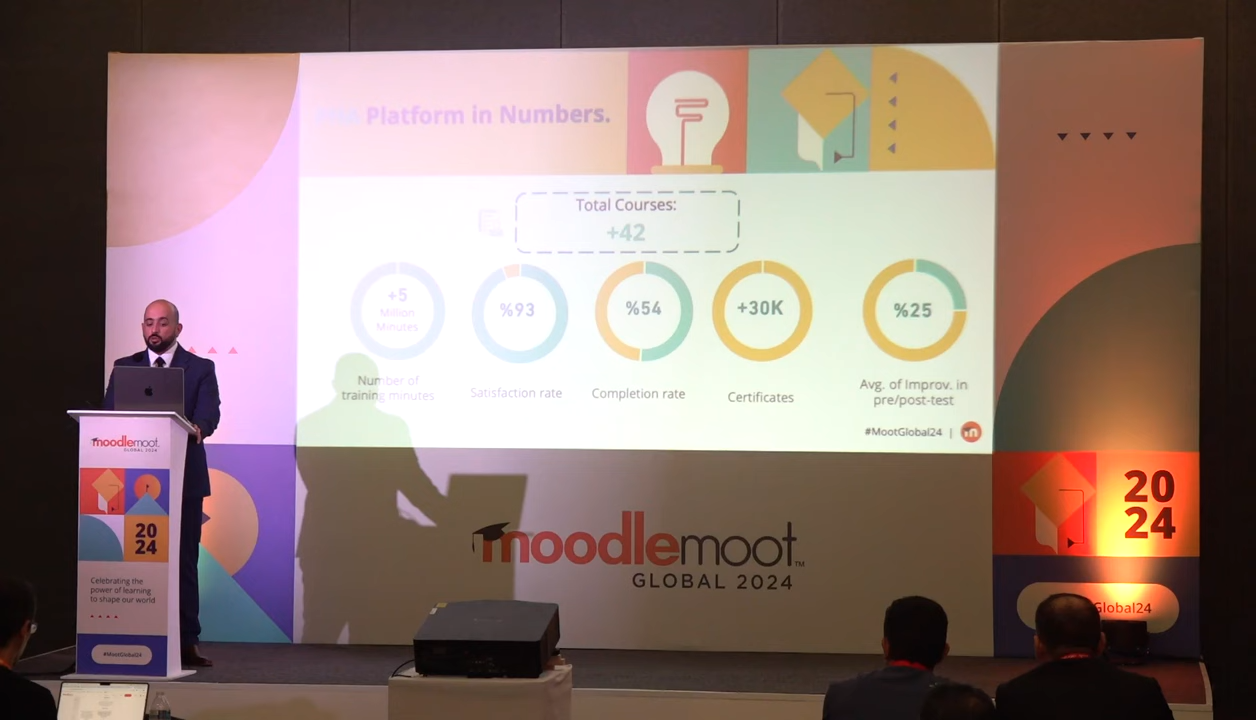 Platform in Numbers.
Total Courses:
+42
+5
Million
Minutes
%93
%54
+30K
%25
Number of
training minutes
Satisfaction rate
Completion rate
Certificates
Avg. of Improv. in
pre/post-test
#MootGlobal24 |
m
moodlemoot
GLOBAL 2024
20
24
Celebrating the
power of learning
to shape our world
#MootGlobal24
moodlemoot™
GLOBAL 2024
20
24
Global24